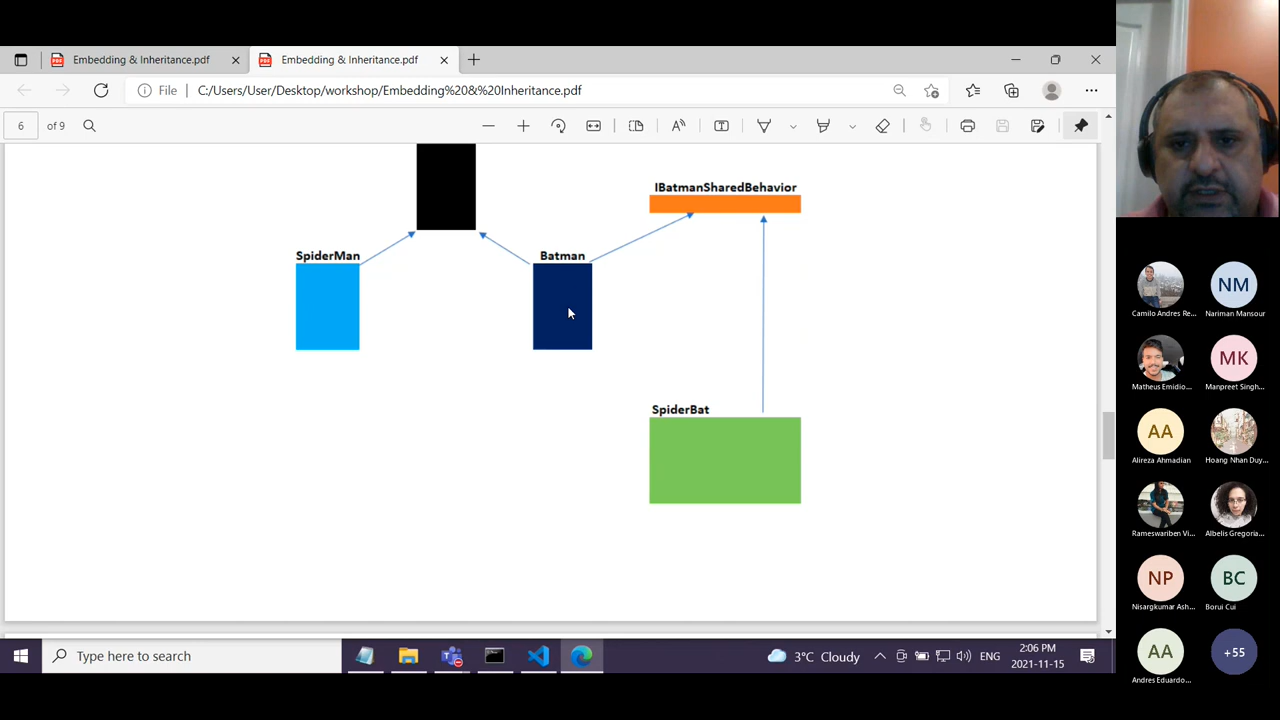 Embedding & Inheritance.pdf
Embedding & Inheritance.pdf
File
C:/Users/User/Desktop/workshop/Embedding%20&%20Inheritance.pdf
6 of 9
IBatmanSharedBehavior
SpiderMan
Batman
SpiderBat
Camilo Andres Re...
NM
Nariman Mansour
Matheus Emidio...
MK
Manpreet Singh...
AA
Alireza Ahmadian
Hoang Nhan Duy...
Rameswariben Vi...
Albelis Gregoria...
NP
Nisargkumar Ash...
BC
Borui Cui
AA
Andres Eduardo...
+55
Type here to search
3°C Cloudy
ENG
2:06 PM
2021-11-15